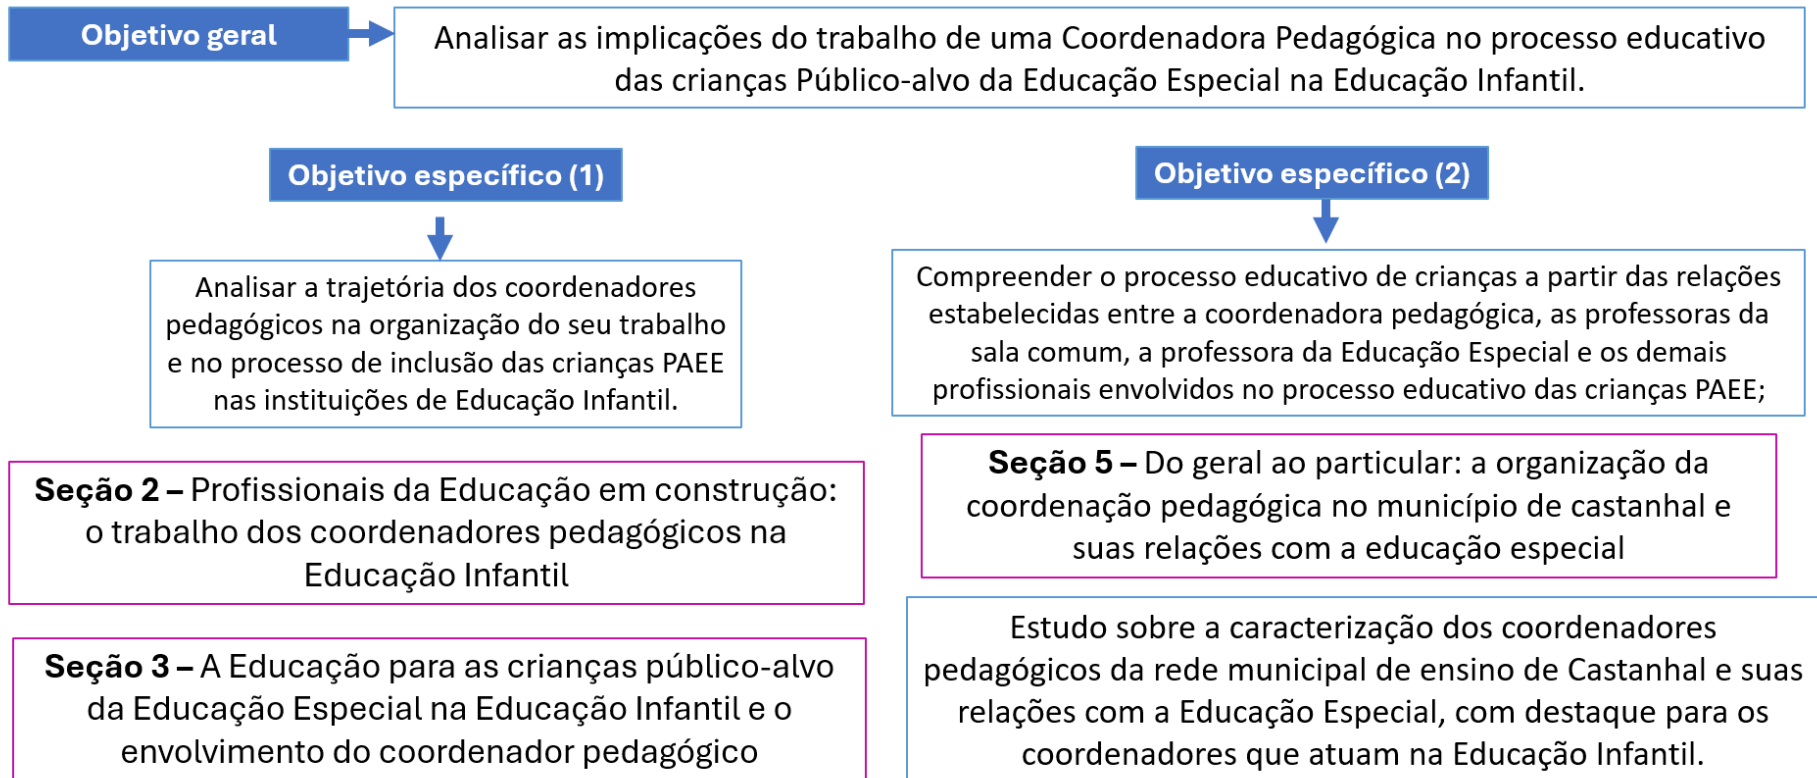 Objetivo geral
Analisar as implicações do trabalho de uma Coordenadora Pedagógica no processo educativo
das crianças Público-alvo da Educação Especial na Educação Infantil.
Objetivo específico (1)
Analisar a trajetória dos coordenadores
pedagógicos na organização do seu trabalho
e no processo de inclusão das crianças PAEE
nas instituições de Educação Infantil.
Seção 2 – Profissionais da Educação em construção:
o trabalho dos coordenadores pedagógicos na
Educação Infantil
Seção 3 – A Educação para as crianças público-alvo
da Educação Especial na Educação Infantil e o
envolvimento do coordenador pedagógico
Objetivo específico (2)
Compreender o processo educativo de crianças a partir das relações
estabelecidas entre a coordenadora pedagógica, as professoras da
sala comum, a professora da Educação Especial e os demais
profissionais envolvidos no processo educativo das crianças PAEE;
Seção 5 – Do geral ao particular: a organização da
coordenação pedagógica no município de castanhal e
suas relações com a educação especial
Estudo sobre a caracterização dos coordenadores
pedagógicos da rede municipal de ensino de Castanhal e suas
relações com a Educação Especial, com destaque para os
coordenadores que atuam na Educação Infantil.